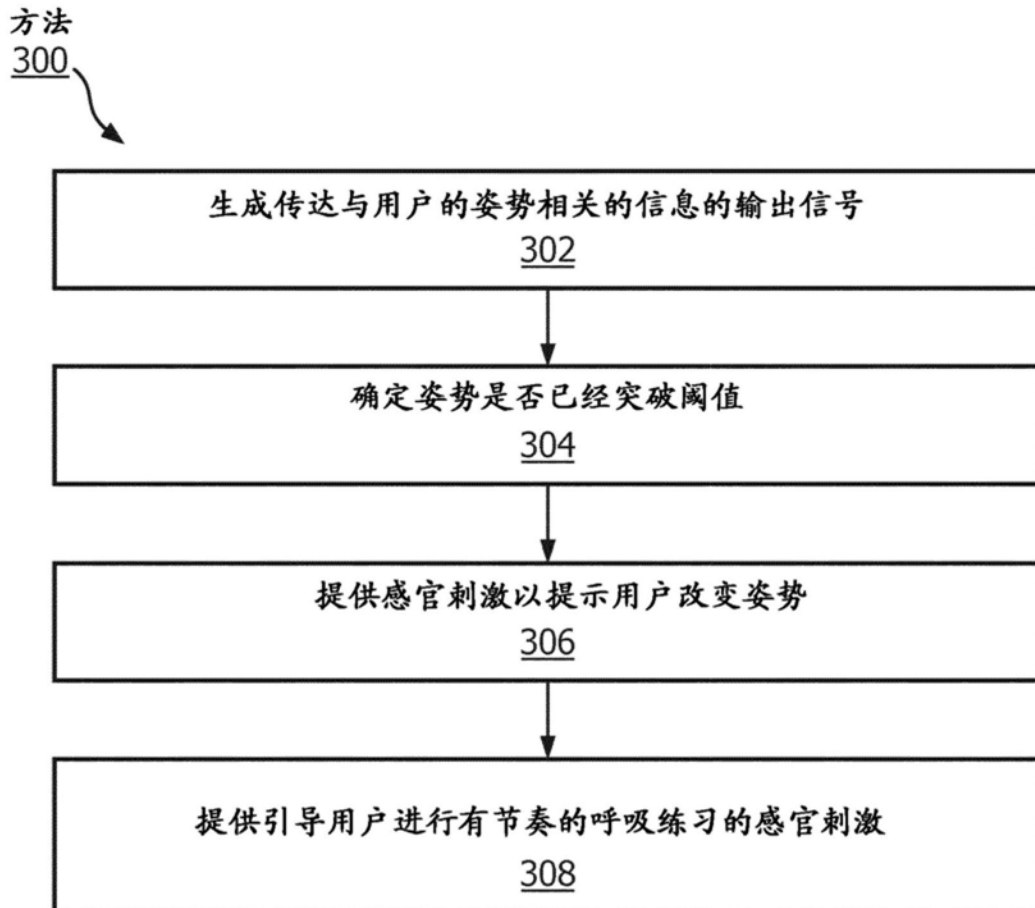 方法
300
生成传达与用户的姿势相关的信息的输出信号
302
确定姿势是否已经突破阈值
304
提供感官刺激以提示用户改变姿势
306
提供引导用户进行有节奏的呼吸练习的感官刺激
308